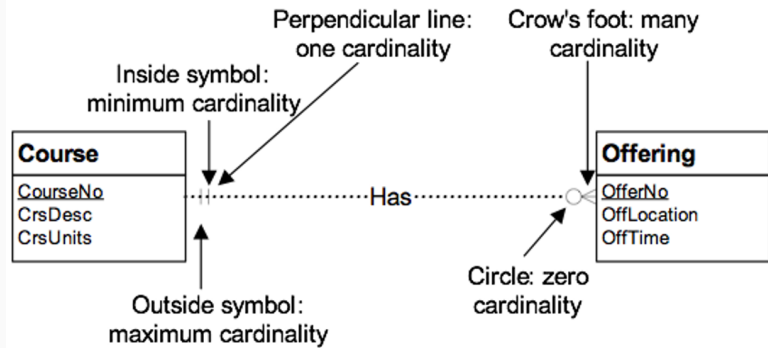 Perpendicular line:
one cardinality
Crow's foot: many
cardinality
Inside symbol:
minimum cardinality
Course
CourseNo
CrsDesc
CrsUnits
Has
Offering
OfferNo
OffLocation
OffTime
Outside symbol:
maximum cardinality
Circle: zero
cardinality